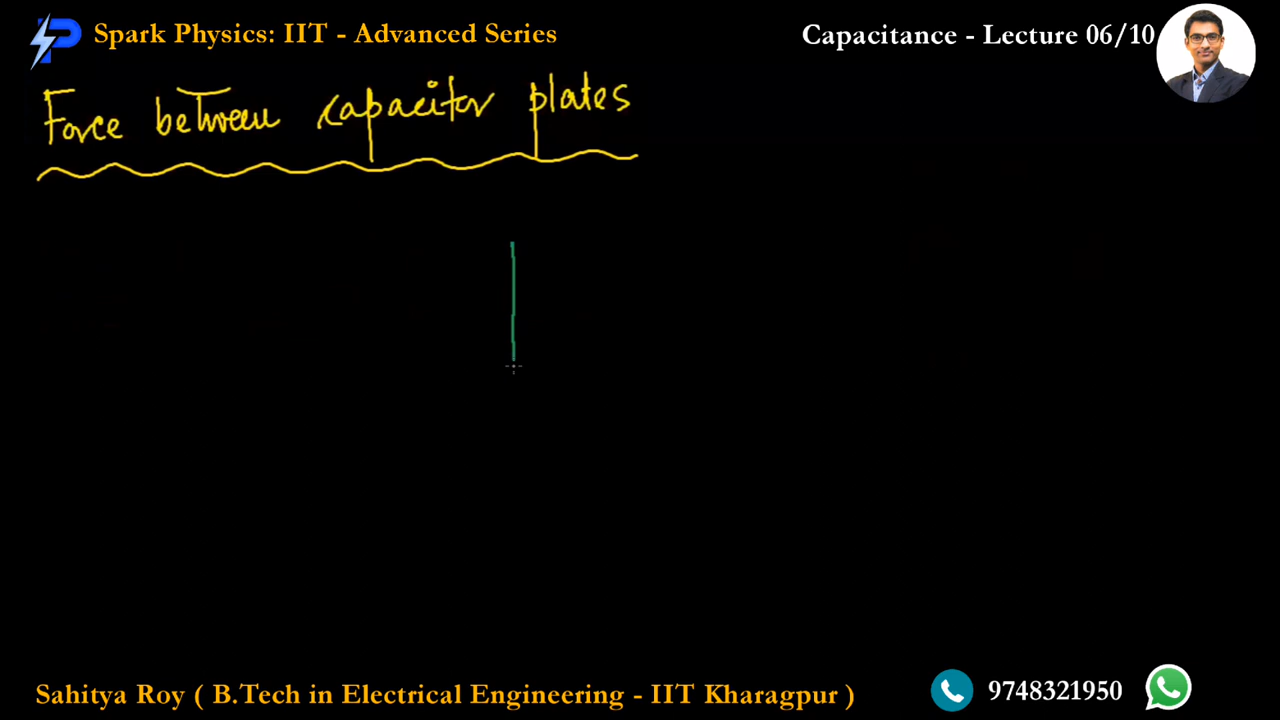 Spark Physics: IIT - Advanced Series
Capacitance - Lecture 06/10
Force between capacitor plates
Sahitya Roy ( B.Tech in Electrical Engineering - IIT Kharagpur )
9748321950